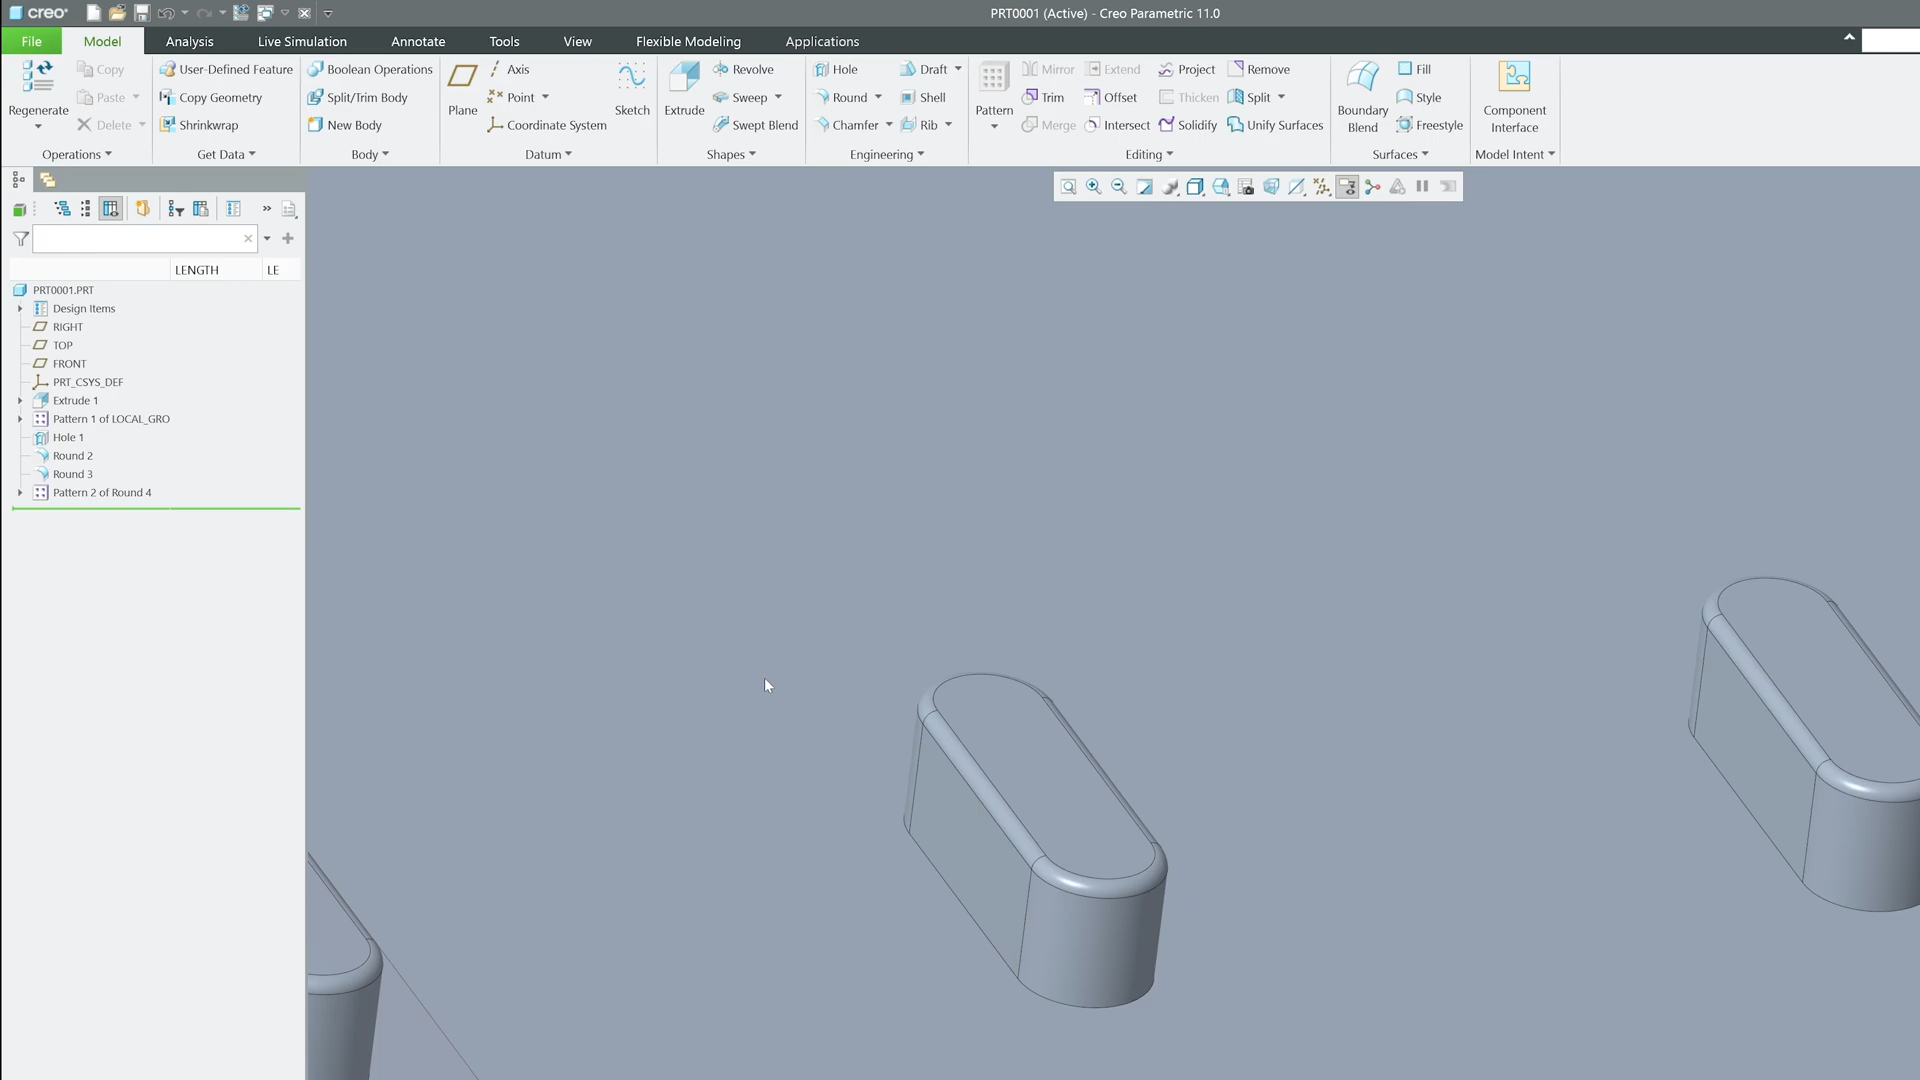 creo
PRT0001 (Active) - Creo Parametric 11.0
File Model Analysis Live Simulation Annotate Tools View Flexible Modeling Applications
Regenerate
Copy
Paste
Delete
Operations
User-Defined Feature
Copy Geometry
Shrinkwrap
Get Data
Boolean Operations
Split/Trim Body
New Body
Body
Plane
Axis
Point
Coordinate System
Sketch
Datum
Extrude
Revolve
Sweep
Swept Blend
Shapes
Hole
Round
Chamfer
Draft
Shell
Rib
Engineering
Pattern
Mirror
Trim
Merge
Extend
Offset
Intersect
Project
Thicken
Solidify
Remove
Split
Unify Surfaces
Editing
Boundary
Blend
Fill
Style
Freestyle
Surfaces
Component
Interface
Model Intent
LENGTH LE
PRT0001.PRT
Design Items
RIGHT
TOP
FRONT
PRT_CSYS_DEF
Extrude 1
Pattern 1 of LOCAL_GRO
Hole 1
Round 2
Round 3
Pattern 2 of Round 4